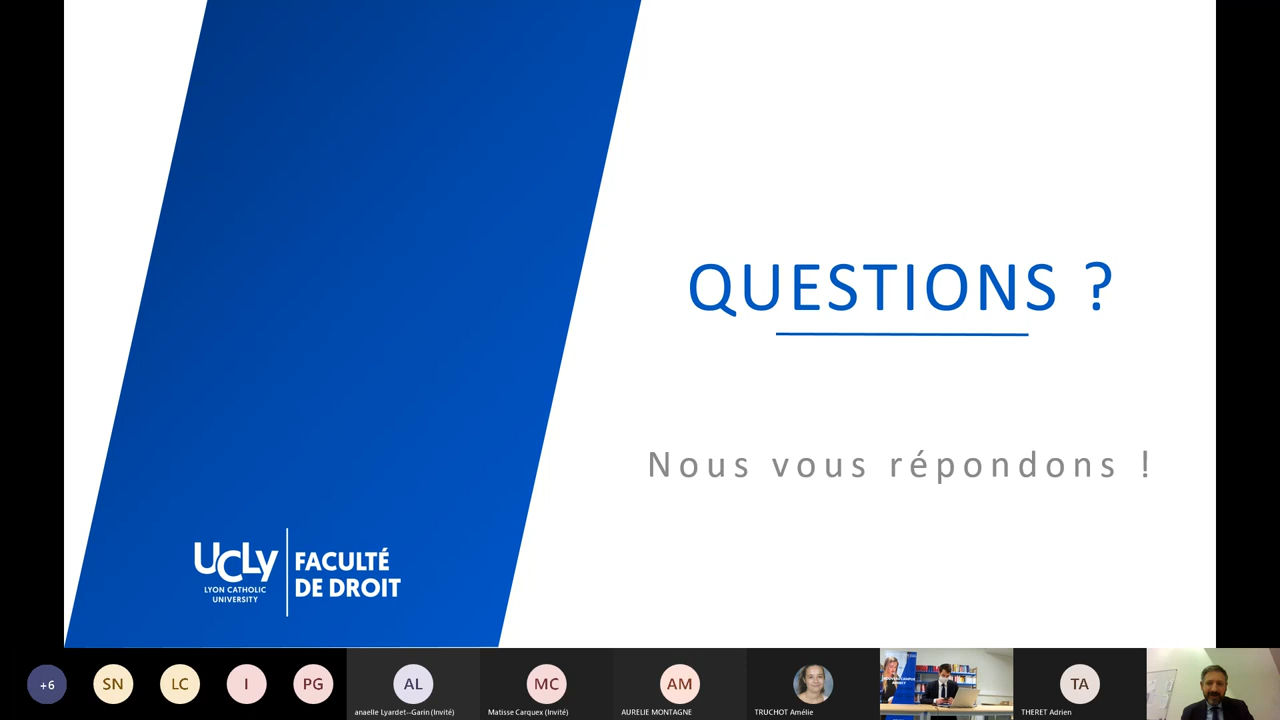 QUESTIONS ?
Nous vous répondons !
UCLy
LYON CATHOLIC
UNIVERSITY
FACULTÉ
DE DROIT
+6
SN
LC
I
PG
AL
anaelle Lyardet--Garin (Invité)
MC
Matisse Carquex (Invité)
AM
AURELIE MONTAGNE
TRUCHOT Amélie
TA
THERET Adrien